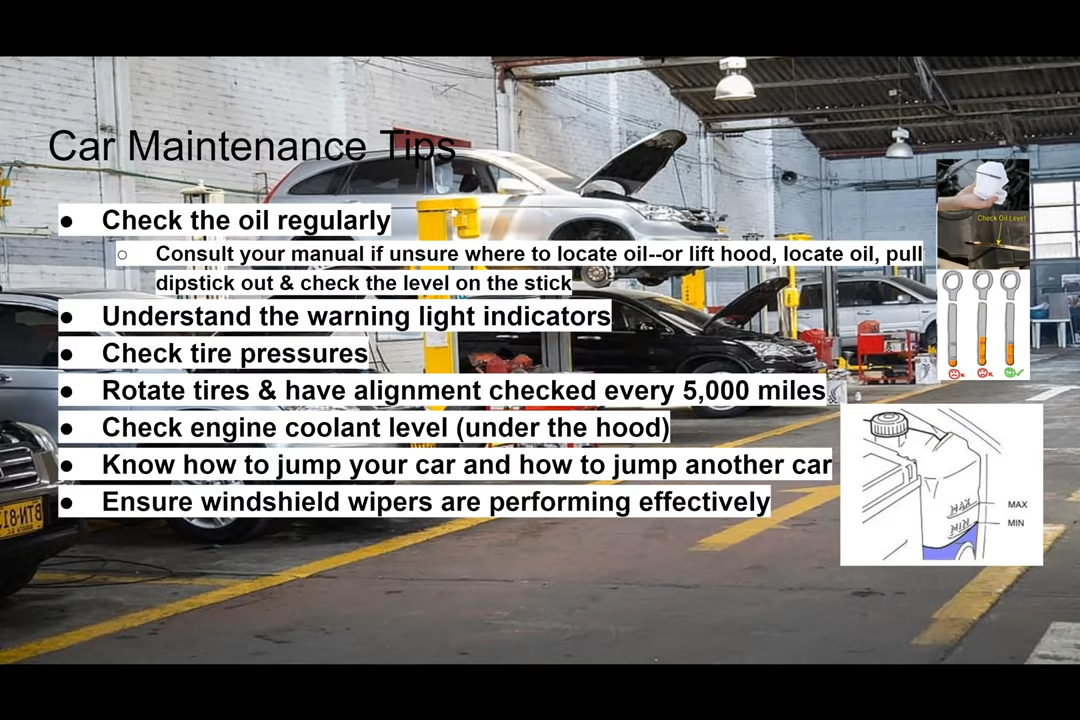 Car Maintenance Tips
● Check the oil regularly
○ Consult your manual if unsure where to locate oil--or lift hood, locate oil, pull
dipstick out & check the level on the stick
● Understand the warning light indicators
● Check tire pressures
● Rotate tires & have alignment checked every 5,000 miles
● Check engine coolant level (under the hood)
● Know how to jump your car and how to jump another car
● Ensure windshield wipers are performing effectively
Check Oil Level
MAX
MIN